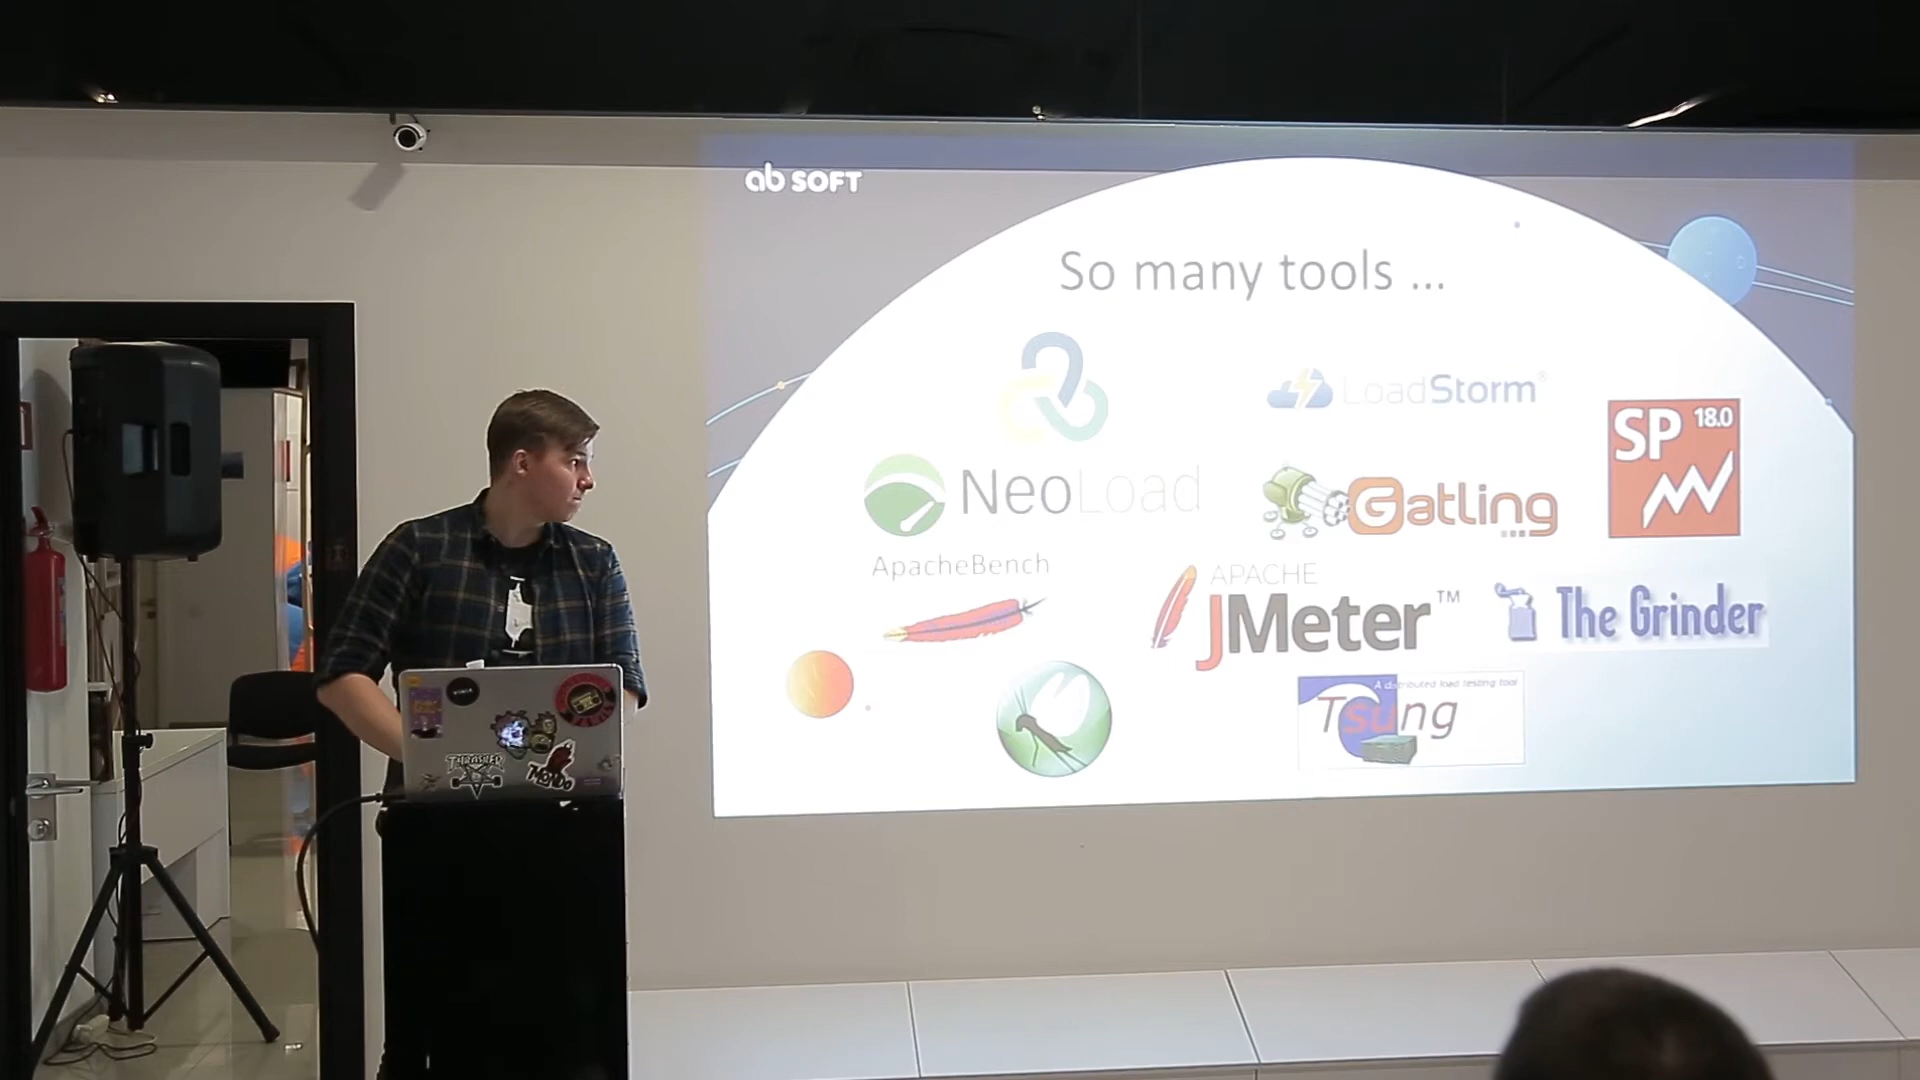 ab SOFT
So many tools ...
LoadStorm®
SP 18.0
NeoLoad
Gatling
ApacheBench
APACHE
JMeter™
The Grinder
A distributed load testing tool
Tsung
THRASHER